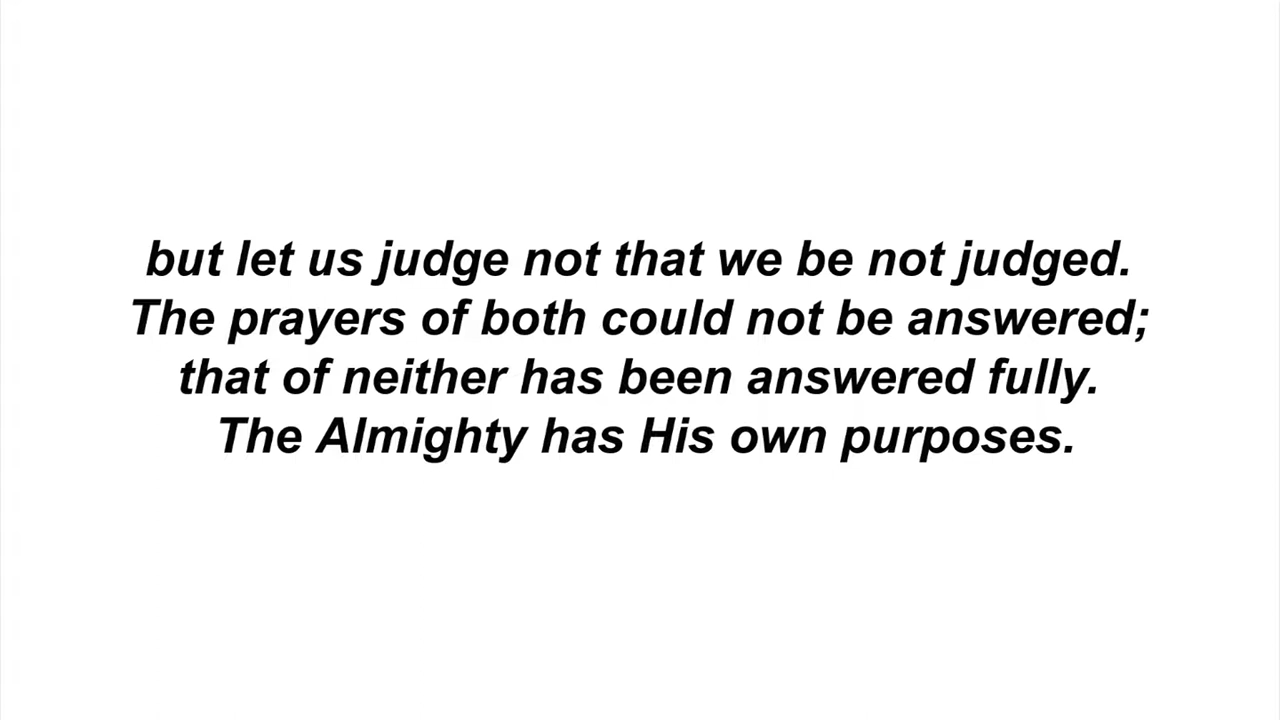 but let us judge not that we be not judged.
The prayers of both could not be answered;
that of neither has been answered fully.
The Almighty has His own purposes.